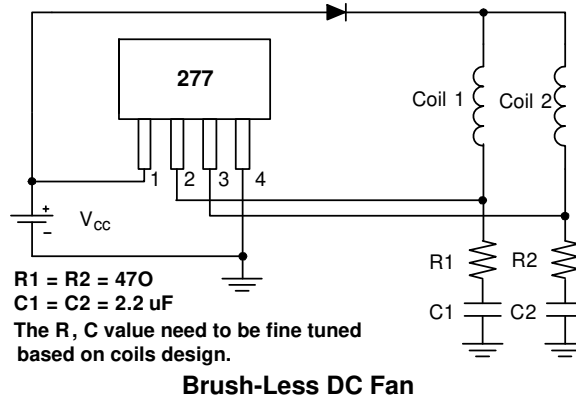 277
Coil 1
Coil 2
1
2
3
4
+
VCC
−
R1
R2
C1
C2
R1 = R2 = 47O
C1 = C2 = 2.2 uF
The R, C value need to be fine tuned
based on coils design.
Brush-Less DC Fan